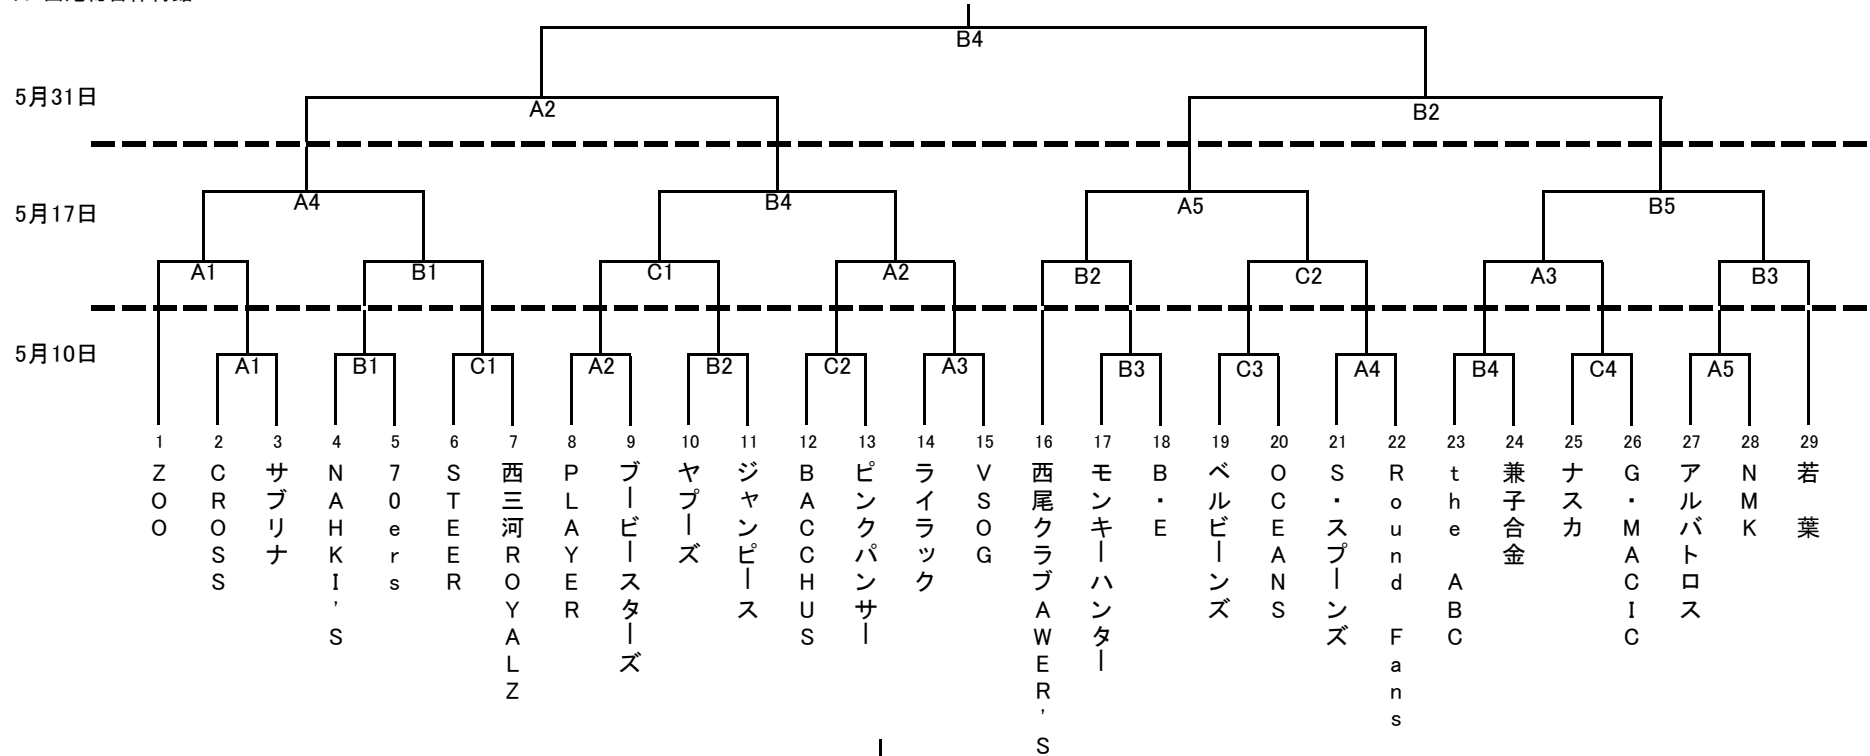 B4
5月31日
A2
B2
A4
B4
A5
B5
5月17日
A1
B1
C1
A2
B2
C2
A3
B3
5月10日
A1
B1
C1
A2
B2
C2
A3
B3
C3
A4
B4
C4
A5
1
2
3
4
5
6
7
8
9
10
11
12
13
14
15
16
17
18
19
20
21
22
23
24
25
26
27
28
29
ZOO
CROSS
サブリナ
NAHKI'S
70ers
STEER
西三河ROYALZ
PLAYER
ブービースターズ
ヤプーズ
ジャンピース
BACCHUS
ピンクパンサー
ライラック
VSOG
西尾クラブAWER'S
モンキーハンター
B・E
ベルビーンズ
OCEANS
S・スプーンズ
Round Fans
the ABC
兼子合金
ナスカ
G・MACIC
アルバトロス
NMK
若 葉